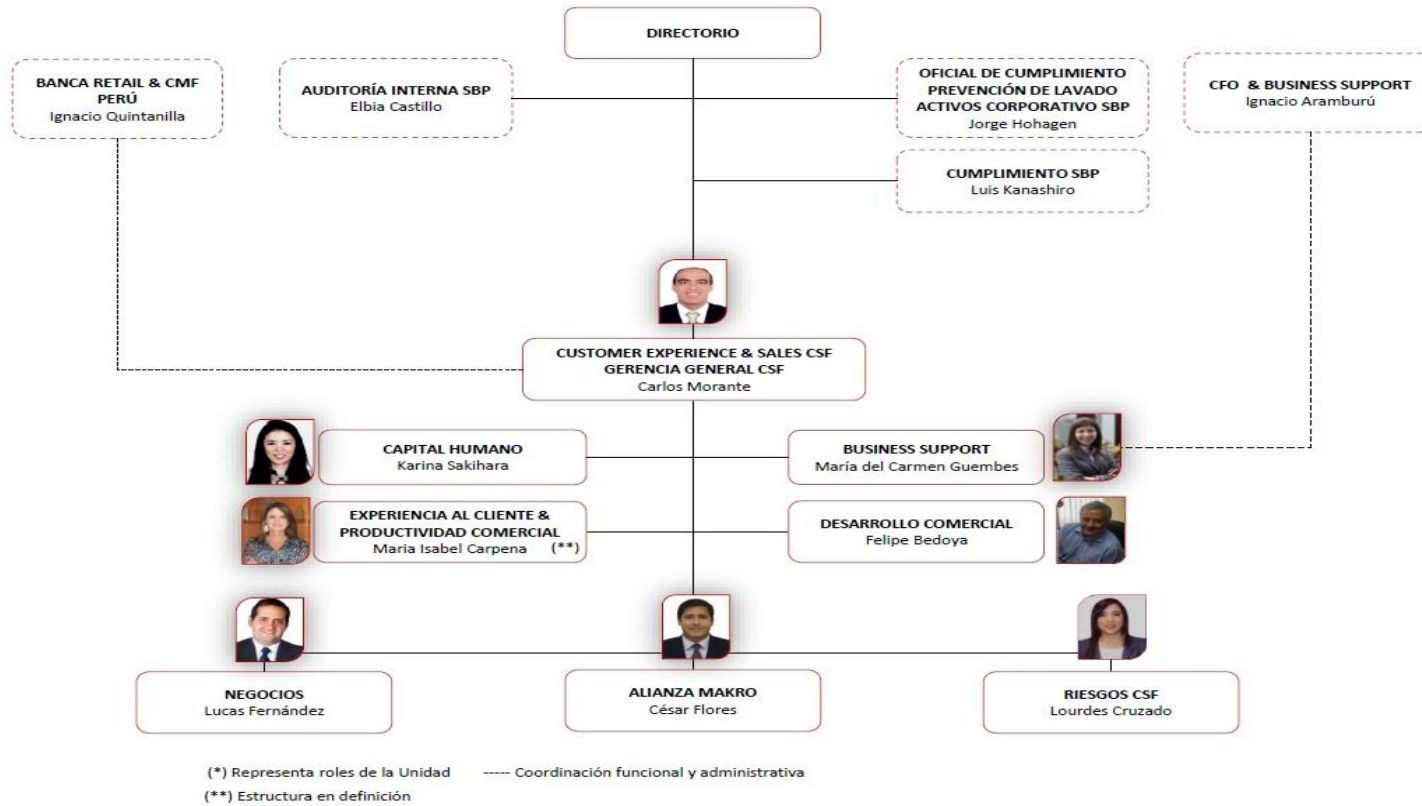 DIRECTORIO
BANCA RETAIL & CMF
PERÚ
Ignacio Quintanilla
AUDITORÍA INTERNA SBP
Elbia Castillo
OFICIAL DE CUMPLIMIENTO
PREVENCIÓN DE LAVADO
ACTIVOS CORPORATIVO SBP
Jorge Hohagen
CFO & BUSINESS SUPPORT
Ignacio Aramburú
CUMPLIMIENTO SBP
Luis Kanashiro
CUSTOMER EXPERIENCE & SALES CSF
GERENCIA GENERAL CSF
Carlos Morante
CAPITAL HUMANO
Karina Sakihara
BUSINESS SUPPORT
María del Carmen Guembes
EXPERIENCIA AL CLIENTE &
PRODUCTIVIDAD COMERCIAL
Maria Isabel Carpena (**)
DESARROLLO COMERCIAL
Felipe Bedoya
NEGOCIOS
Lucas Fernández
ALIANZA MAKRO
César Flores
RIESGOS CSF
Lourdes Cruzado
(*) Representa roles de la Unidad ----- Coordinación funcional y administrativa
(**) Estructura en definición